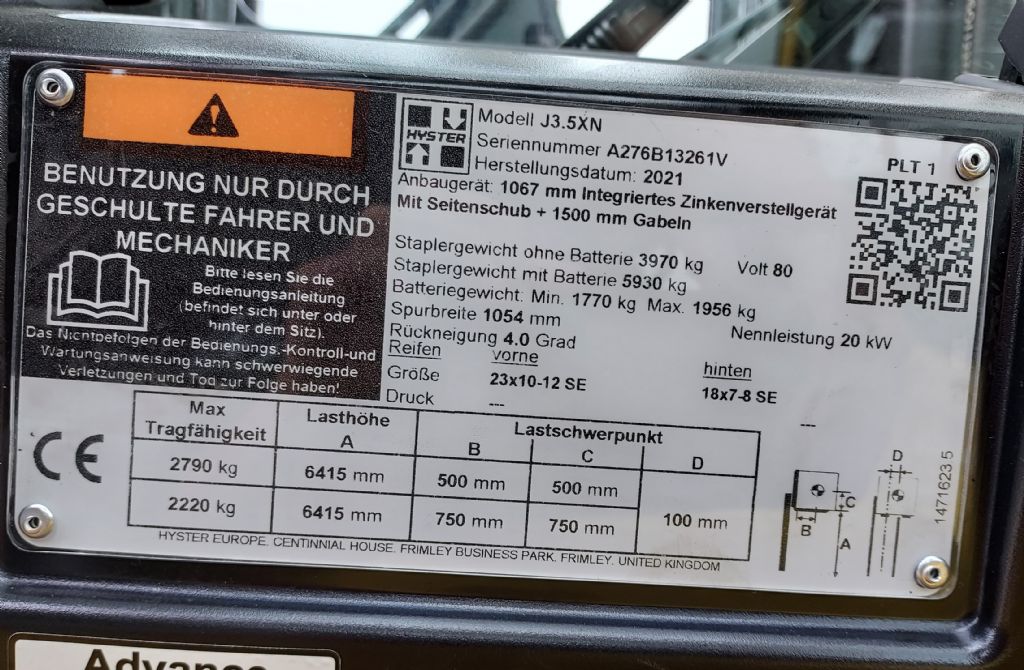 BENUTZUNG NUR DURCH
GESCHULTE FAHRER UND
MECHANIKER
Bitte lesen Sie die
Bedienungsanleitung
(befindet sich unter oder
hinter dem Sitz).
Das Nichtbefolgen der Bedienungs.-Kontroll-und
Wartungsanweisung kann schwerwiegende
Verletzungen und Tod zur Folge haben!
HYSTER
Modell J3.5XN
Seriennummer A276B13261V
Herstellungsdatum: 2021
PLT 1
Anbaugerät: 1067 mm Integriertes Zinkenverstellgerät
Mit Seitenschub + 1500 mm Gabeln
Staplergewicht ohne Batterie 3970 kg Volt 80
Staplergewicht mit Batterie 5930 kg
Batteriegewicht: Min. 1770 kg Max. 1956 kg
Spurbreite 1054 mm
Nennleistung 20 kW
Rückneigung 4.0 Grad
Reifen vorne hinten
Größe 23x10-12 SE 18x7-8 SE
Druck --- ---
CE
Max Tragfähigkeit Lasthöhe A Lastschwerpunkt B C D
2790 kg 6415 mm 500 mm 500 mm 100 mm
2220 kg 6415 mm 750 mm 750 mm
D
C
B
A
1471623 5
HYSTER EUROPE. CENTINNIAL HOUSE. FRIMLEY BUSINESS PARK. FRIMLEY. UNITED KINGDOM
Advance